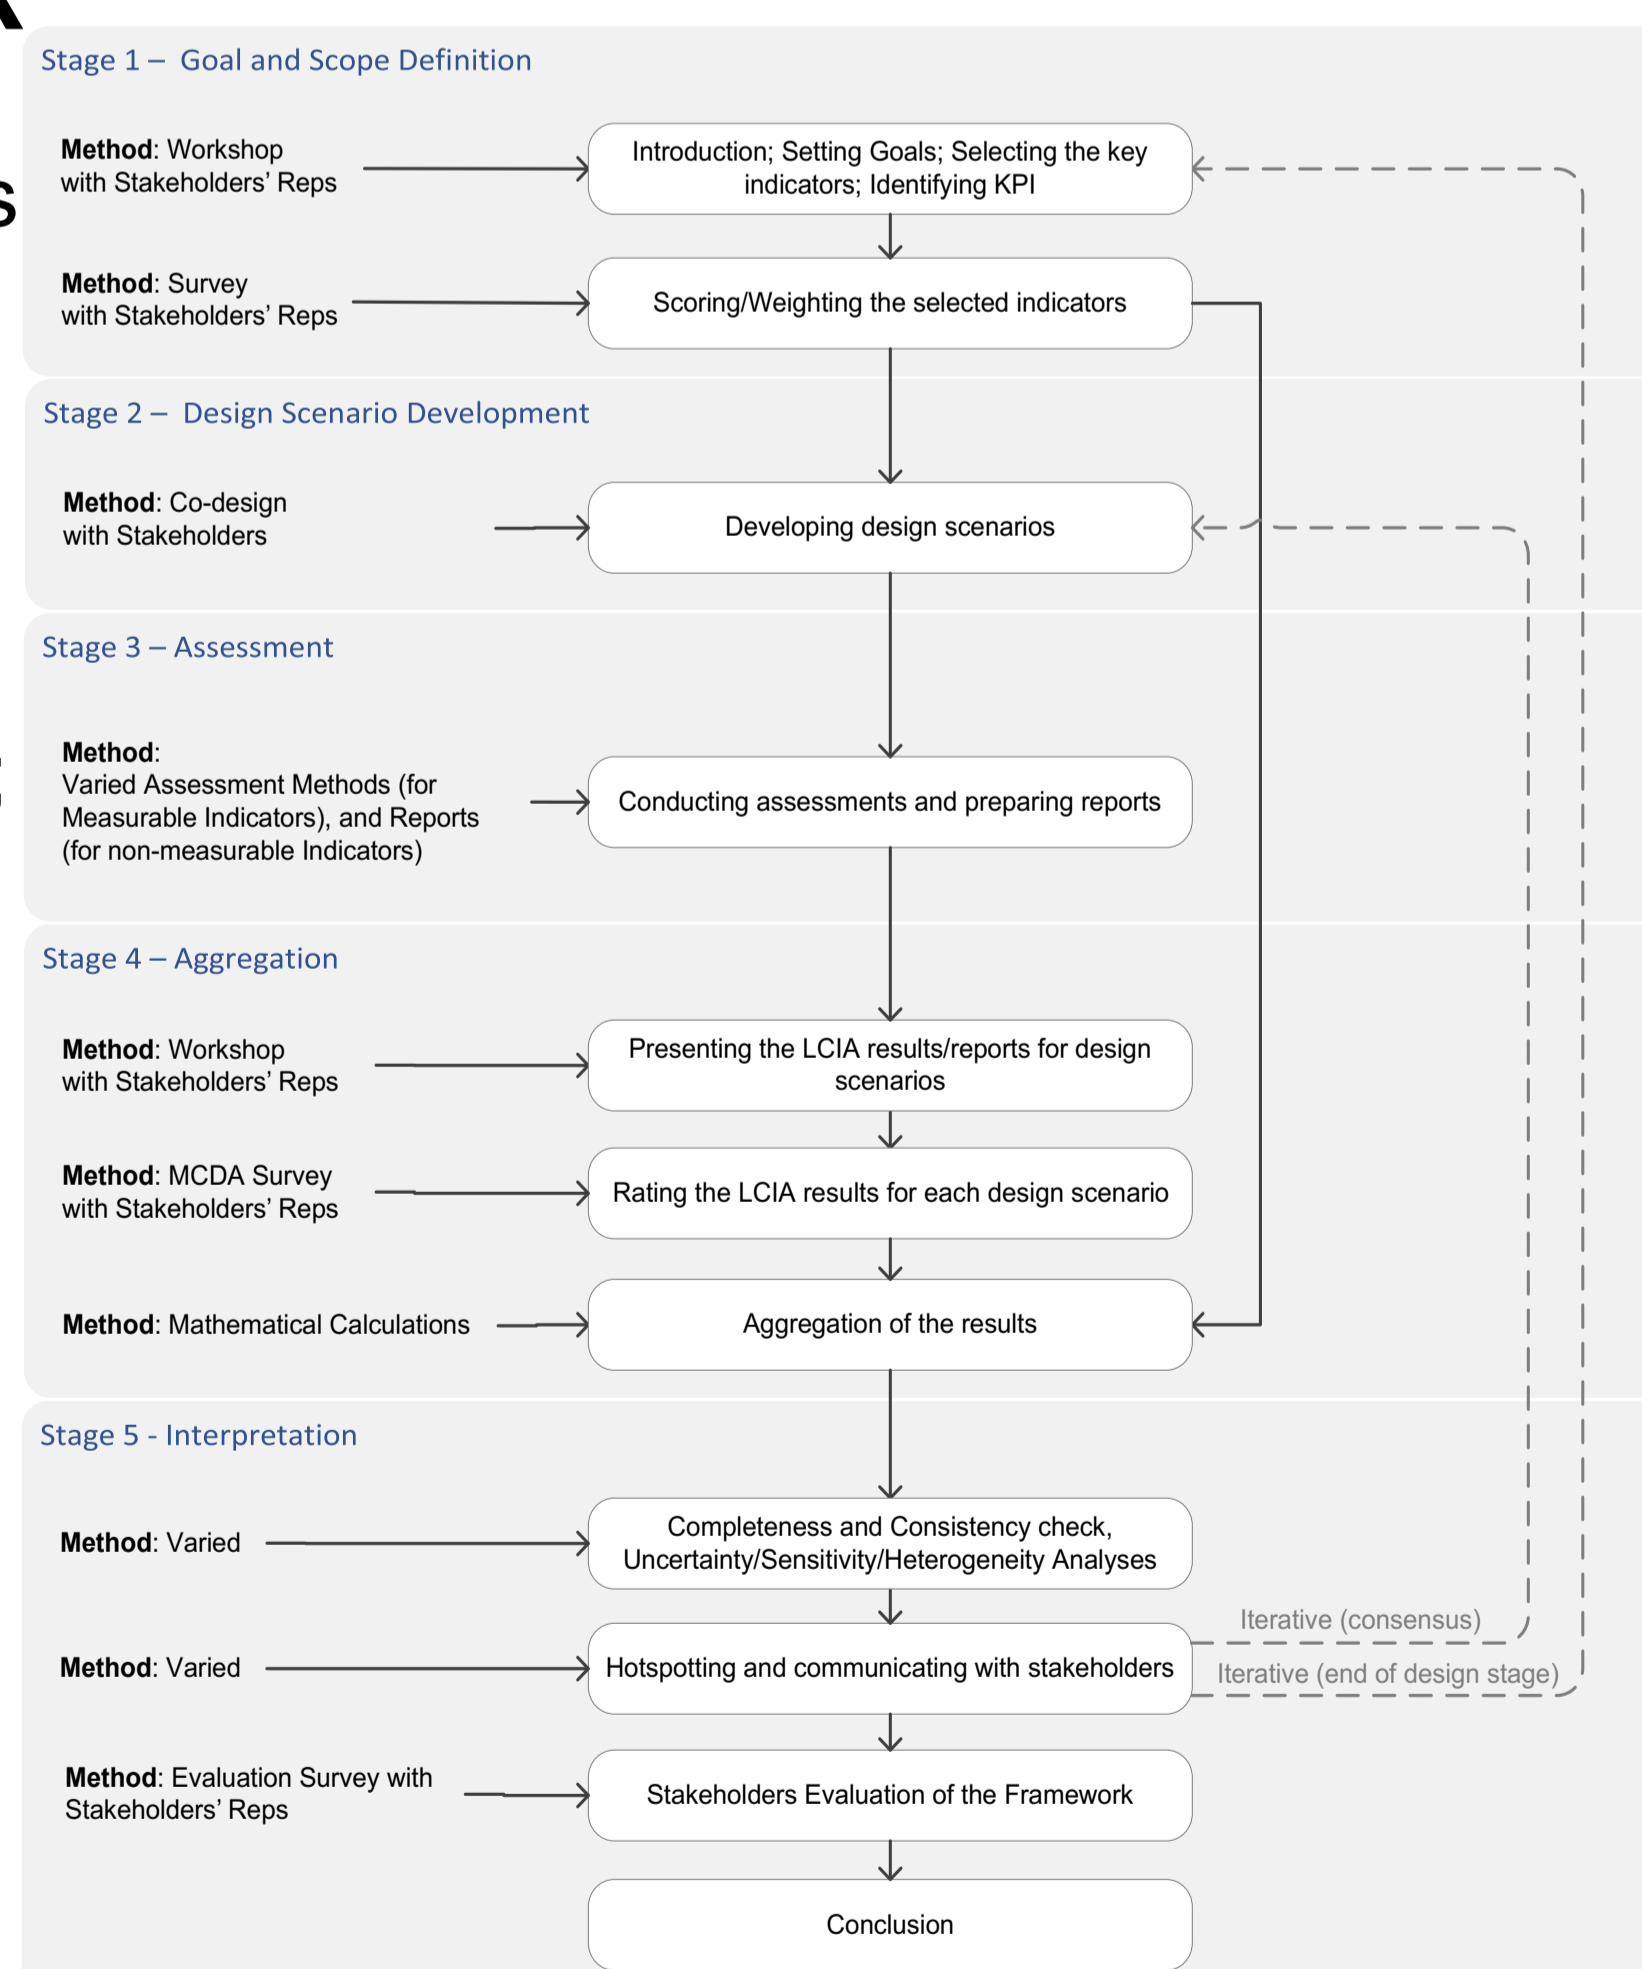 Stage 1 – Goal and Scope Definition
Method: Workshop
with Stakeholders’ Reps
Introduction; Setting Goals; Selecting the key
indicators; Identifying KPI
Method: Survey
with Stakeholders’ Reps
Scoring/Weighting the selected indicators
Stage 2 – Design Scenario Development
Method: Co-design
with Stakeholders
Developing design scenarios
Stage 3 – Assessment
Method:
Varied Assessment Methods (for
Measurable Indicators), and Reports
(for non-measurable Indicators)
Conducting assessments and preparing reports
Stage 4 – Aggregation
Method: Workshop
with Stakeholders’ Reps
Presenting the LCIA results/reports for design
scenarios
Method: MCDA Survey
with Stakeholders’ Reps
Rating the LCIA results for each design scenario
Method: Mathematical Calculations
Aggregation of the results
Stage 5 - Interpretation
Method: Varied
Completeness and Consistency check,
Uncertainty/Sensitivity/Heterogeneity Analyses
Iterative (consensus)
Method: Varied
Hotspotting and communicating with stakeholders
Iterative (end of design stage)
Method: Evaluation Survey with
Stakeholders’ Reps
Stakeholders Evaluation of the Framework
Conclusion